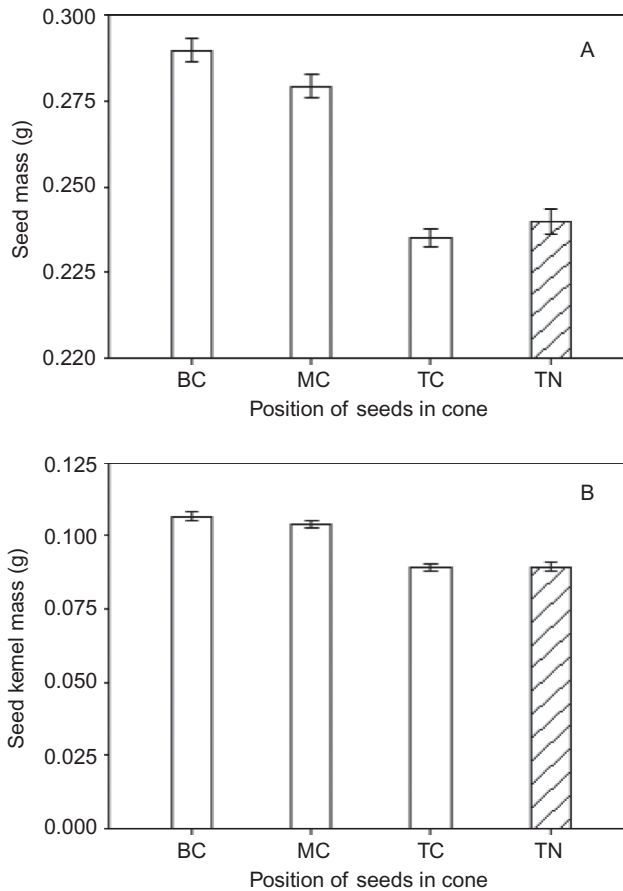 0.300
A
0.275
0.250
0.225
0.220
Seed mass (g)
BC MC TC TN
Position of seeds in cone
0.125
B
0.100
0.075
0.050
0.025
0.000
Seed kemel mass (g)
BC MC TC TN
Position of seeds in cone